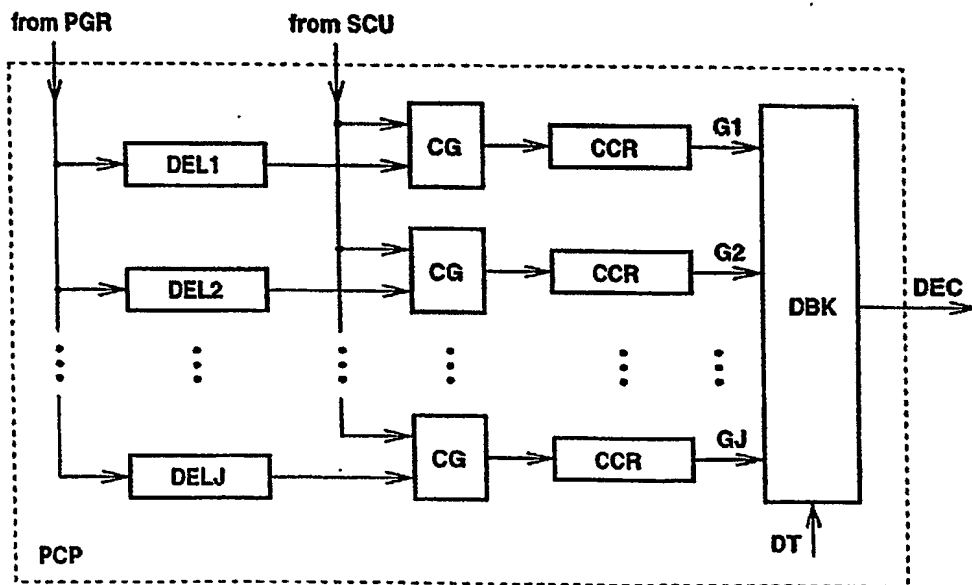 from PGR
from SCU
DEL1
CG
CCR
G1
DEL2
CG
CCR
G2
DBK
DEC
DELJ
CG
CCR
GJ
PCP
DT